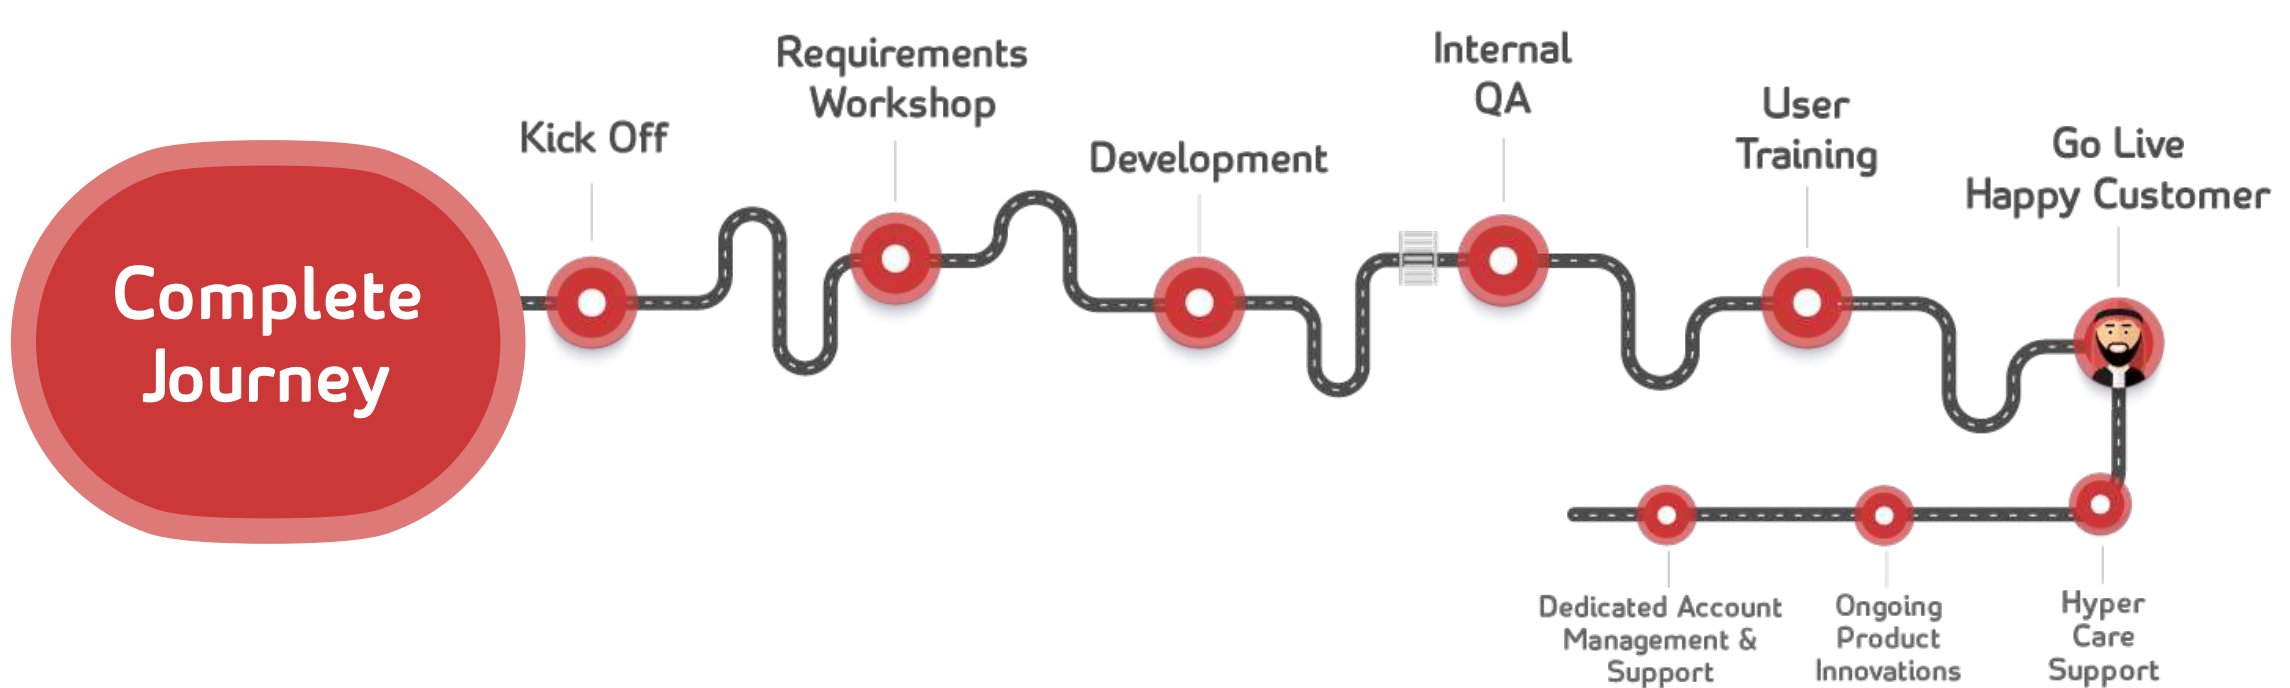 Complete
Journey
Kick Off
Requirements
Workshop
Development
Internal
QA
User
Training
Go Live
Happy Customer
Hyper
Care
Support
Ongoing
Product
Innovations
Dedicated Account
Management &
Support